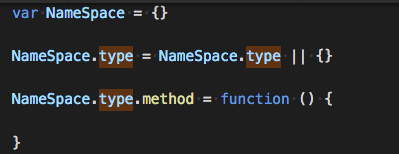 var NameSpace = {}
NameSpace.type = NameSpace.type || {}
NameSpace.type.method = function () {
}